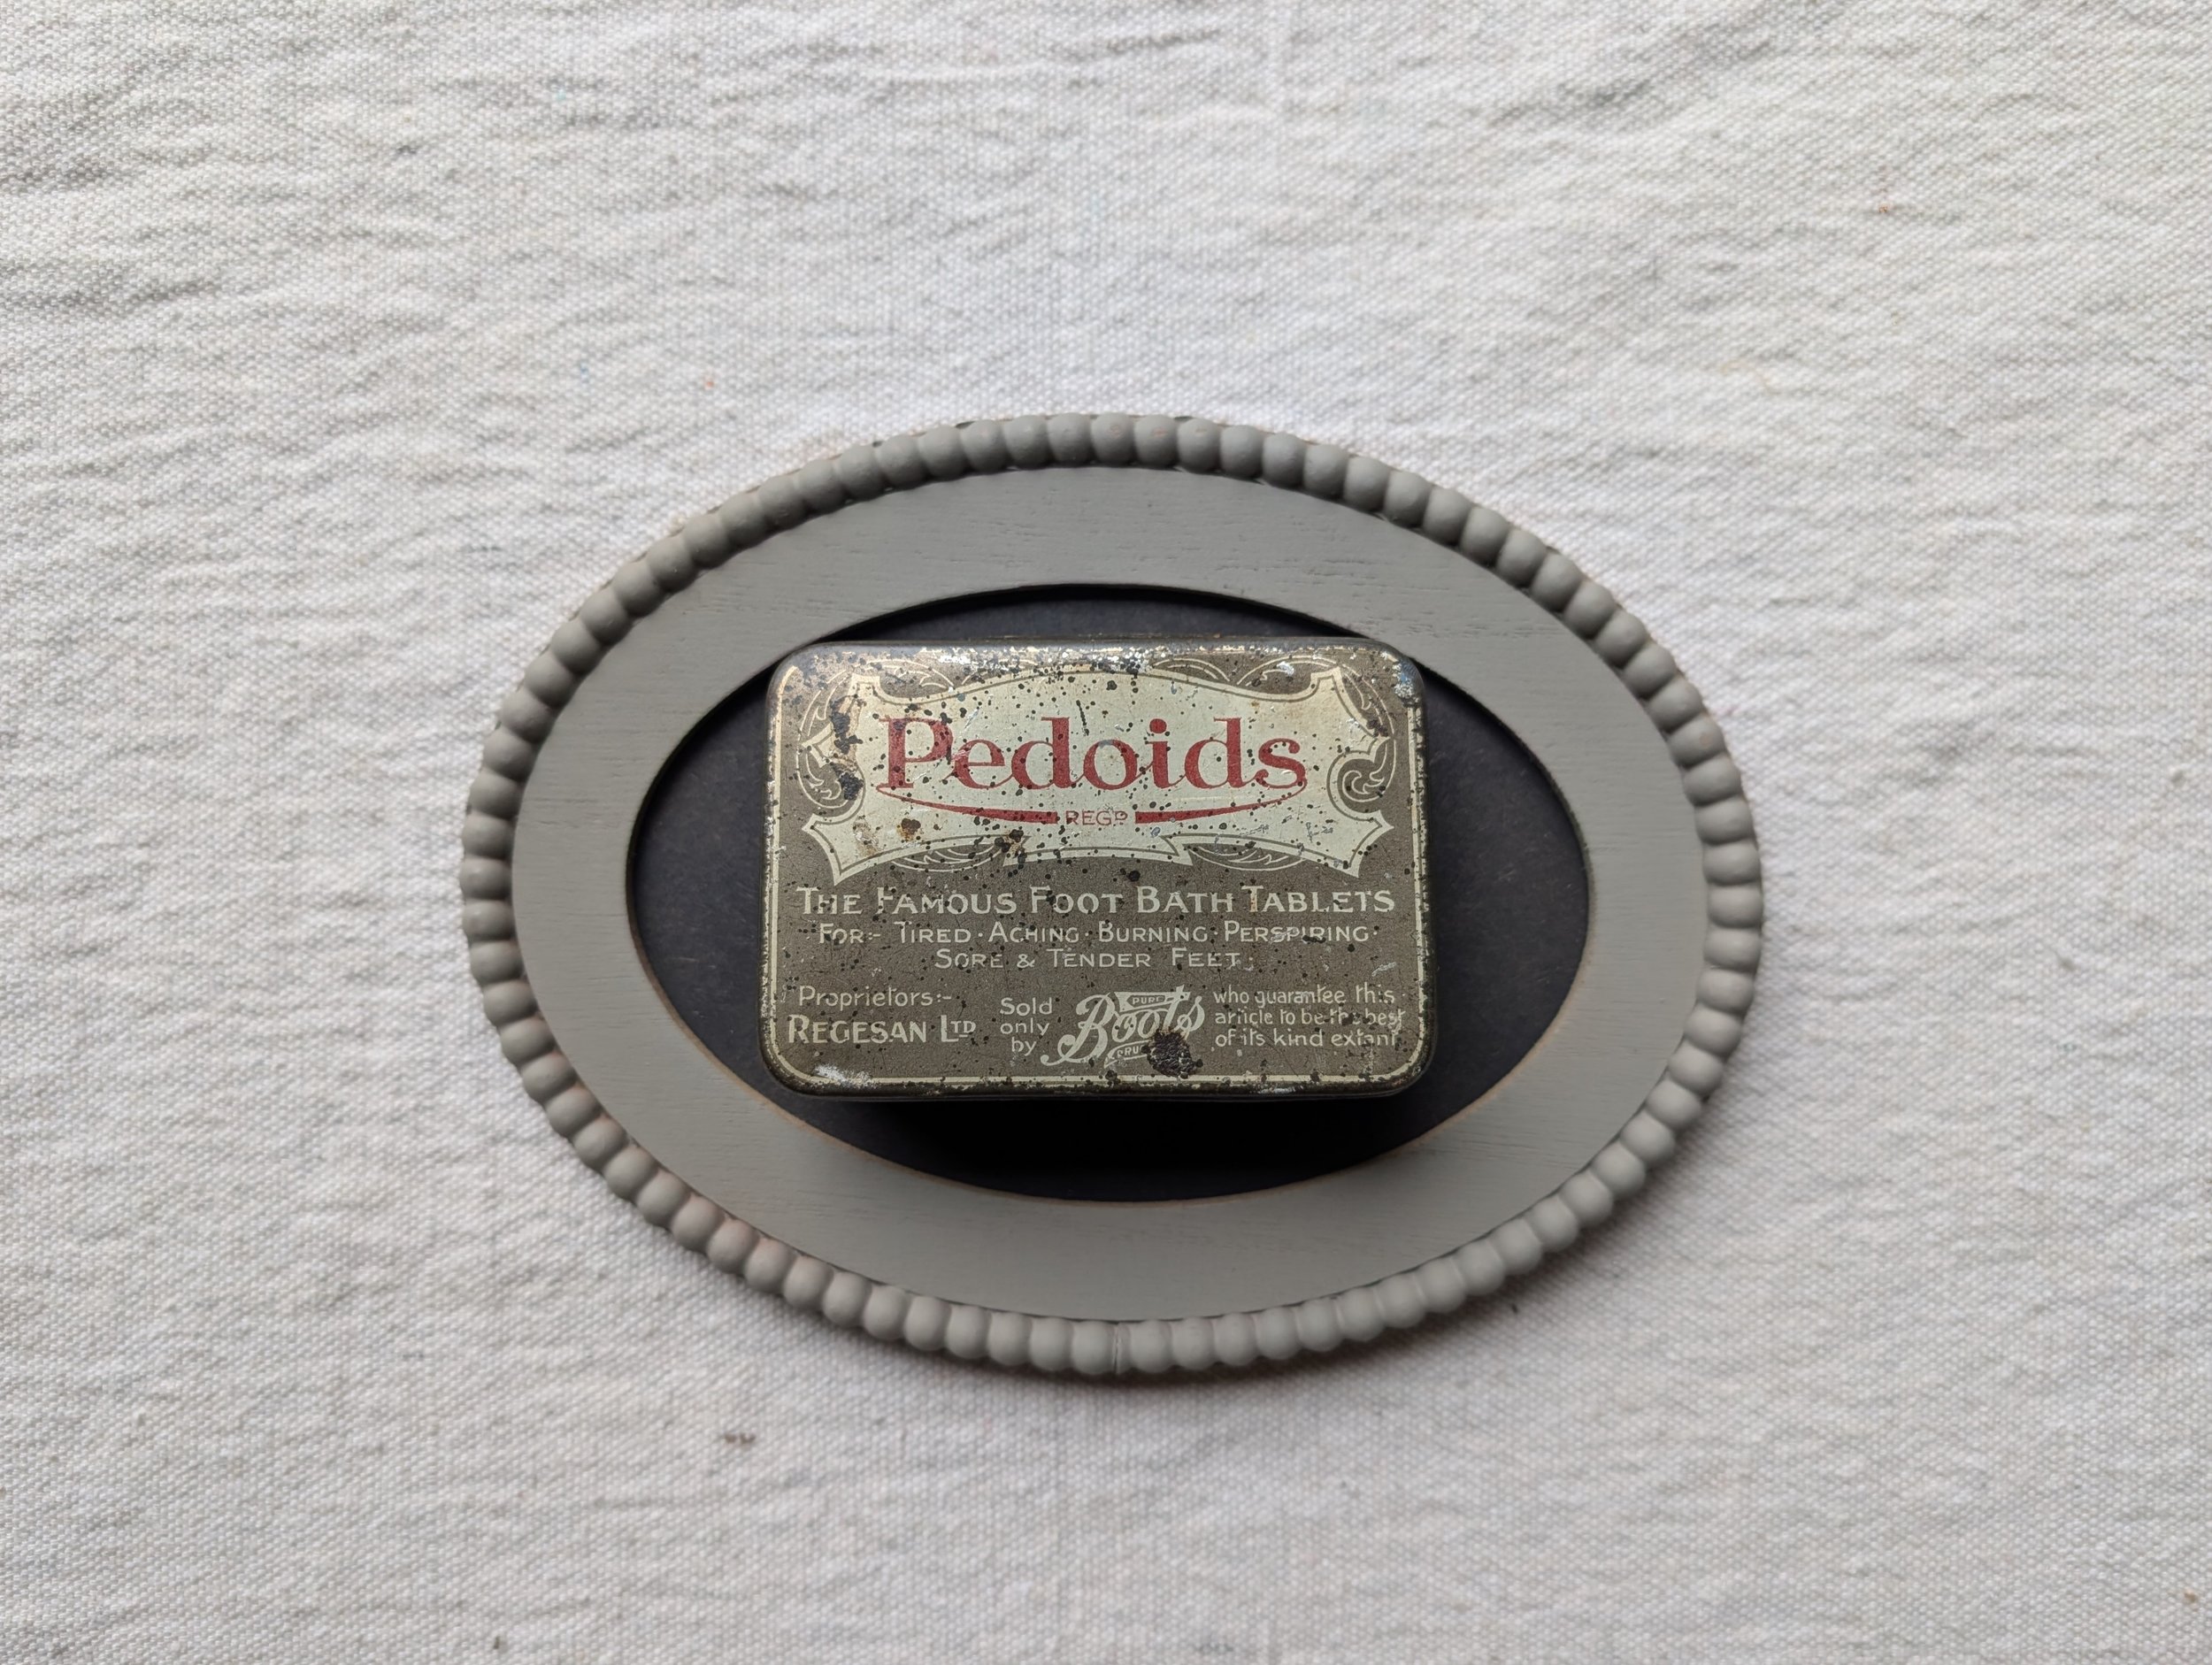 Pedoids
REGD
THE FAMOUS FOOT BATH TABLETS
FOR:- TIRED · ACHING · BURNING · PERSPIRING ·
SORE & TENDER FEET.
Proprietors:-
REGESAN LTD
Sold
only
by
PURE
Boots
who guarantee this
article to be the best
of its kind extant